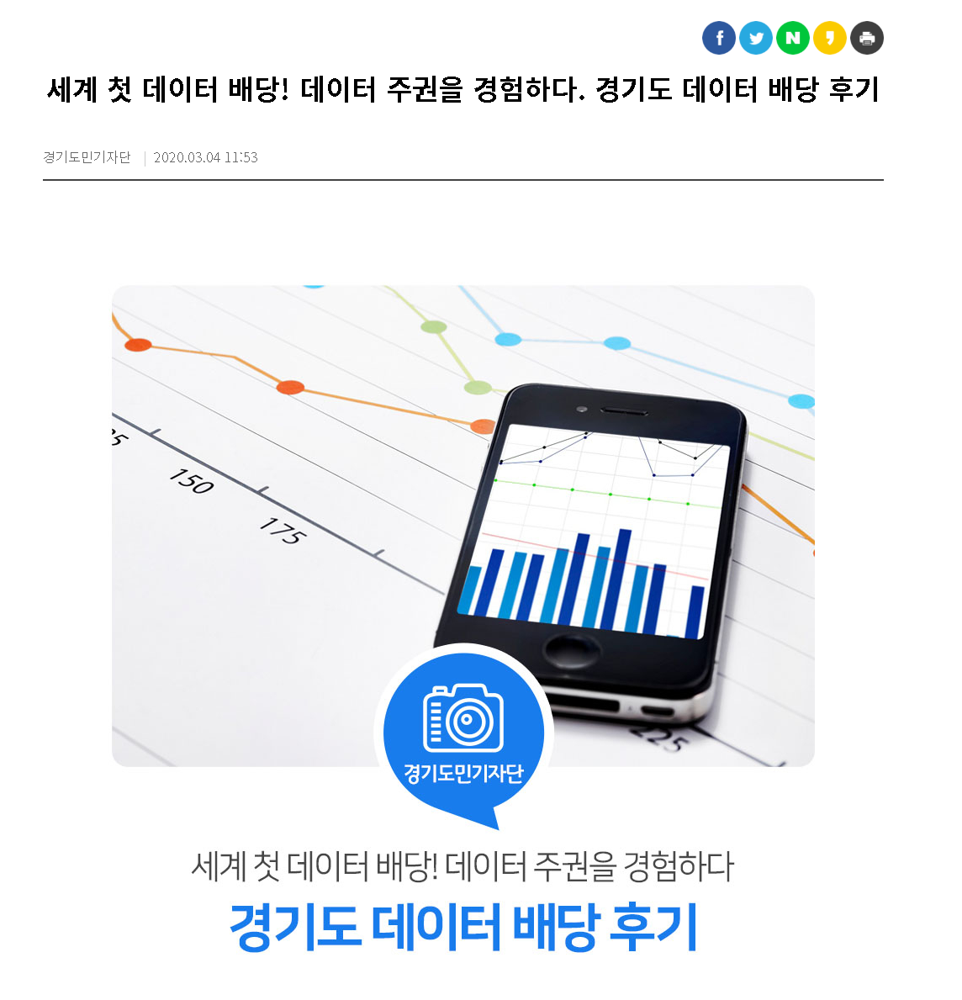 세계 첫 데이터 배당! 데이터 주권을 경험하다. 경기도 데이터 배당 후기
경기도민기자단 | 2020.03.04 11:53
150
175
225
경기도민기자단
세계 첫 데이터 배당! 데이터 주권을 경험하다
경기도 데이터 배당 후기